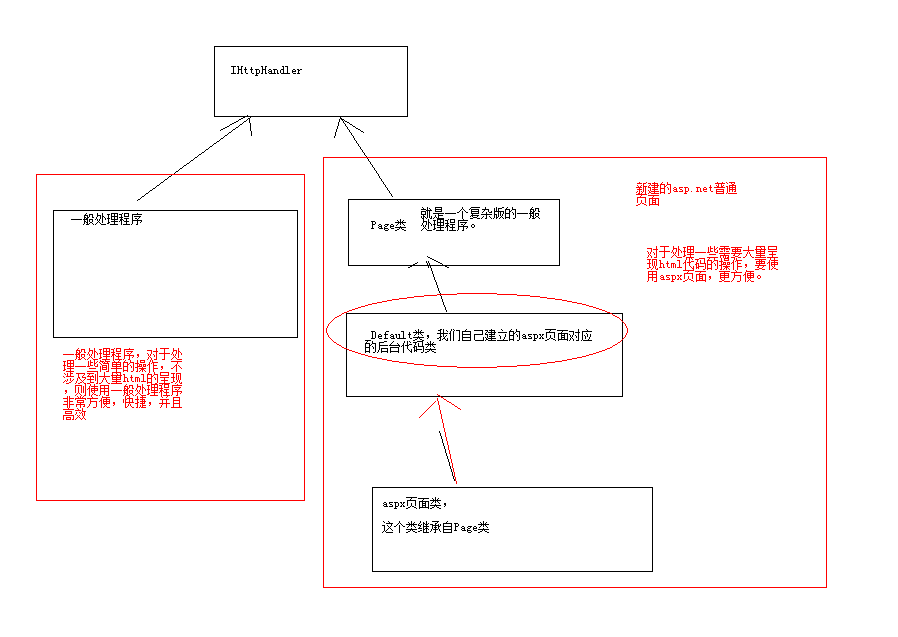 IHttpHandler
一般处理程序
一般处理程序，对于处
理一些简单的操作，不
涉及到大量html的呈现
，则使用一般处理程序
非常方便，快捷，并且
高效
新建的asp.net普通
页面
对于处理一些需要大量呈
现html代码的操作，要使
用aspx页面，更方便。
Page类
就是一个复杂版的一般
处理程序。
Default类，我们自己建立的aspx页面对应
的后台代码类
aspx页面类，
这个类继承自Page类